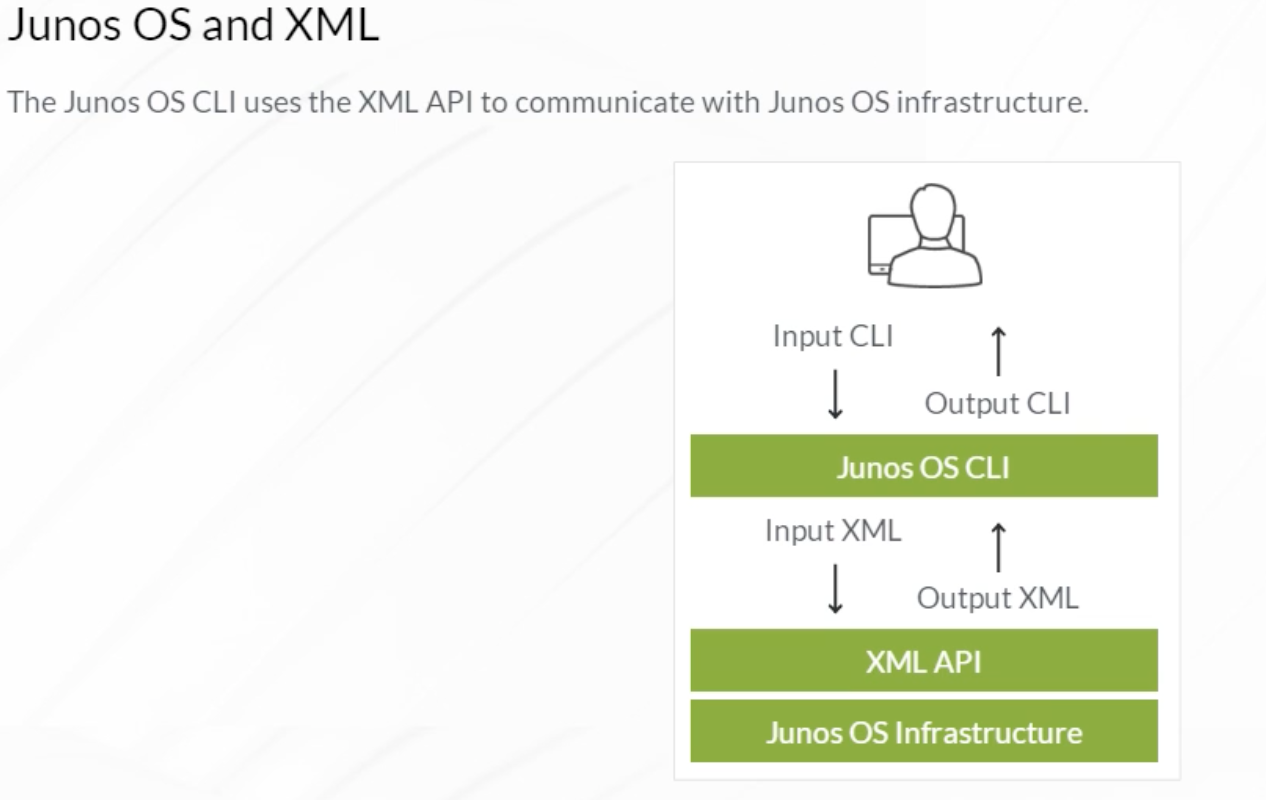 Junos OS and XML
The Junos OS CLI uses the XML API to communicate with Junos OS infrastructure.
Input CLI
Output CLI
Junos OS CLI
Input XML
Output XML
XML API
Junos OS Infrastructure